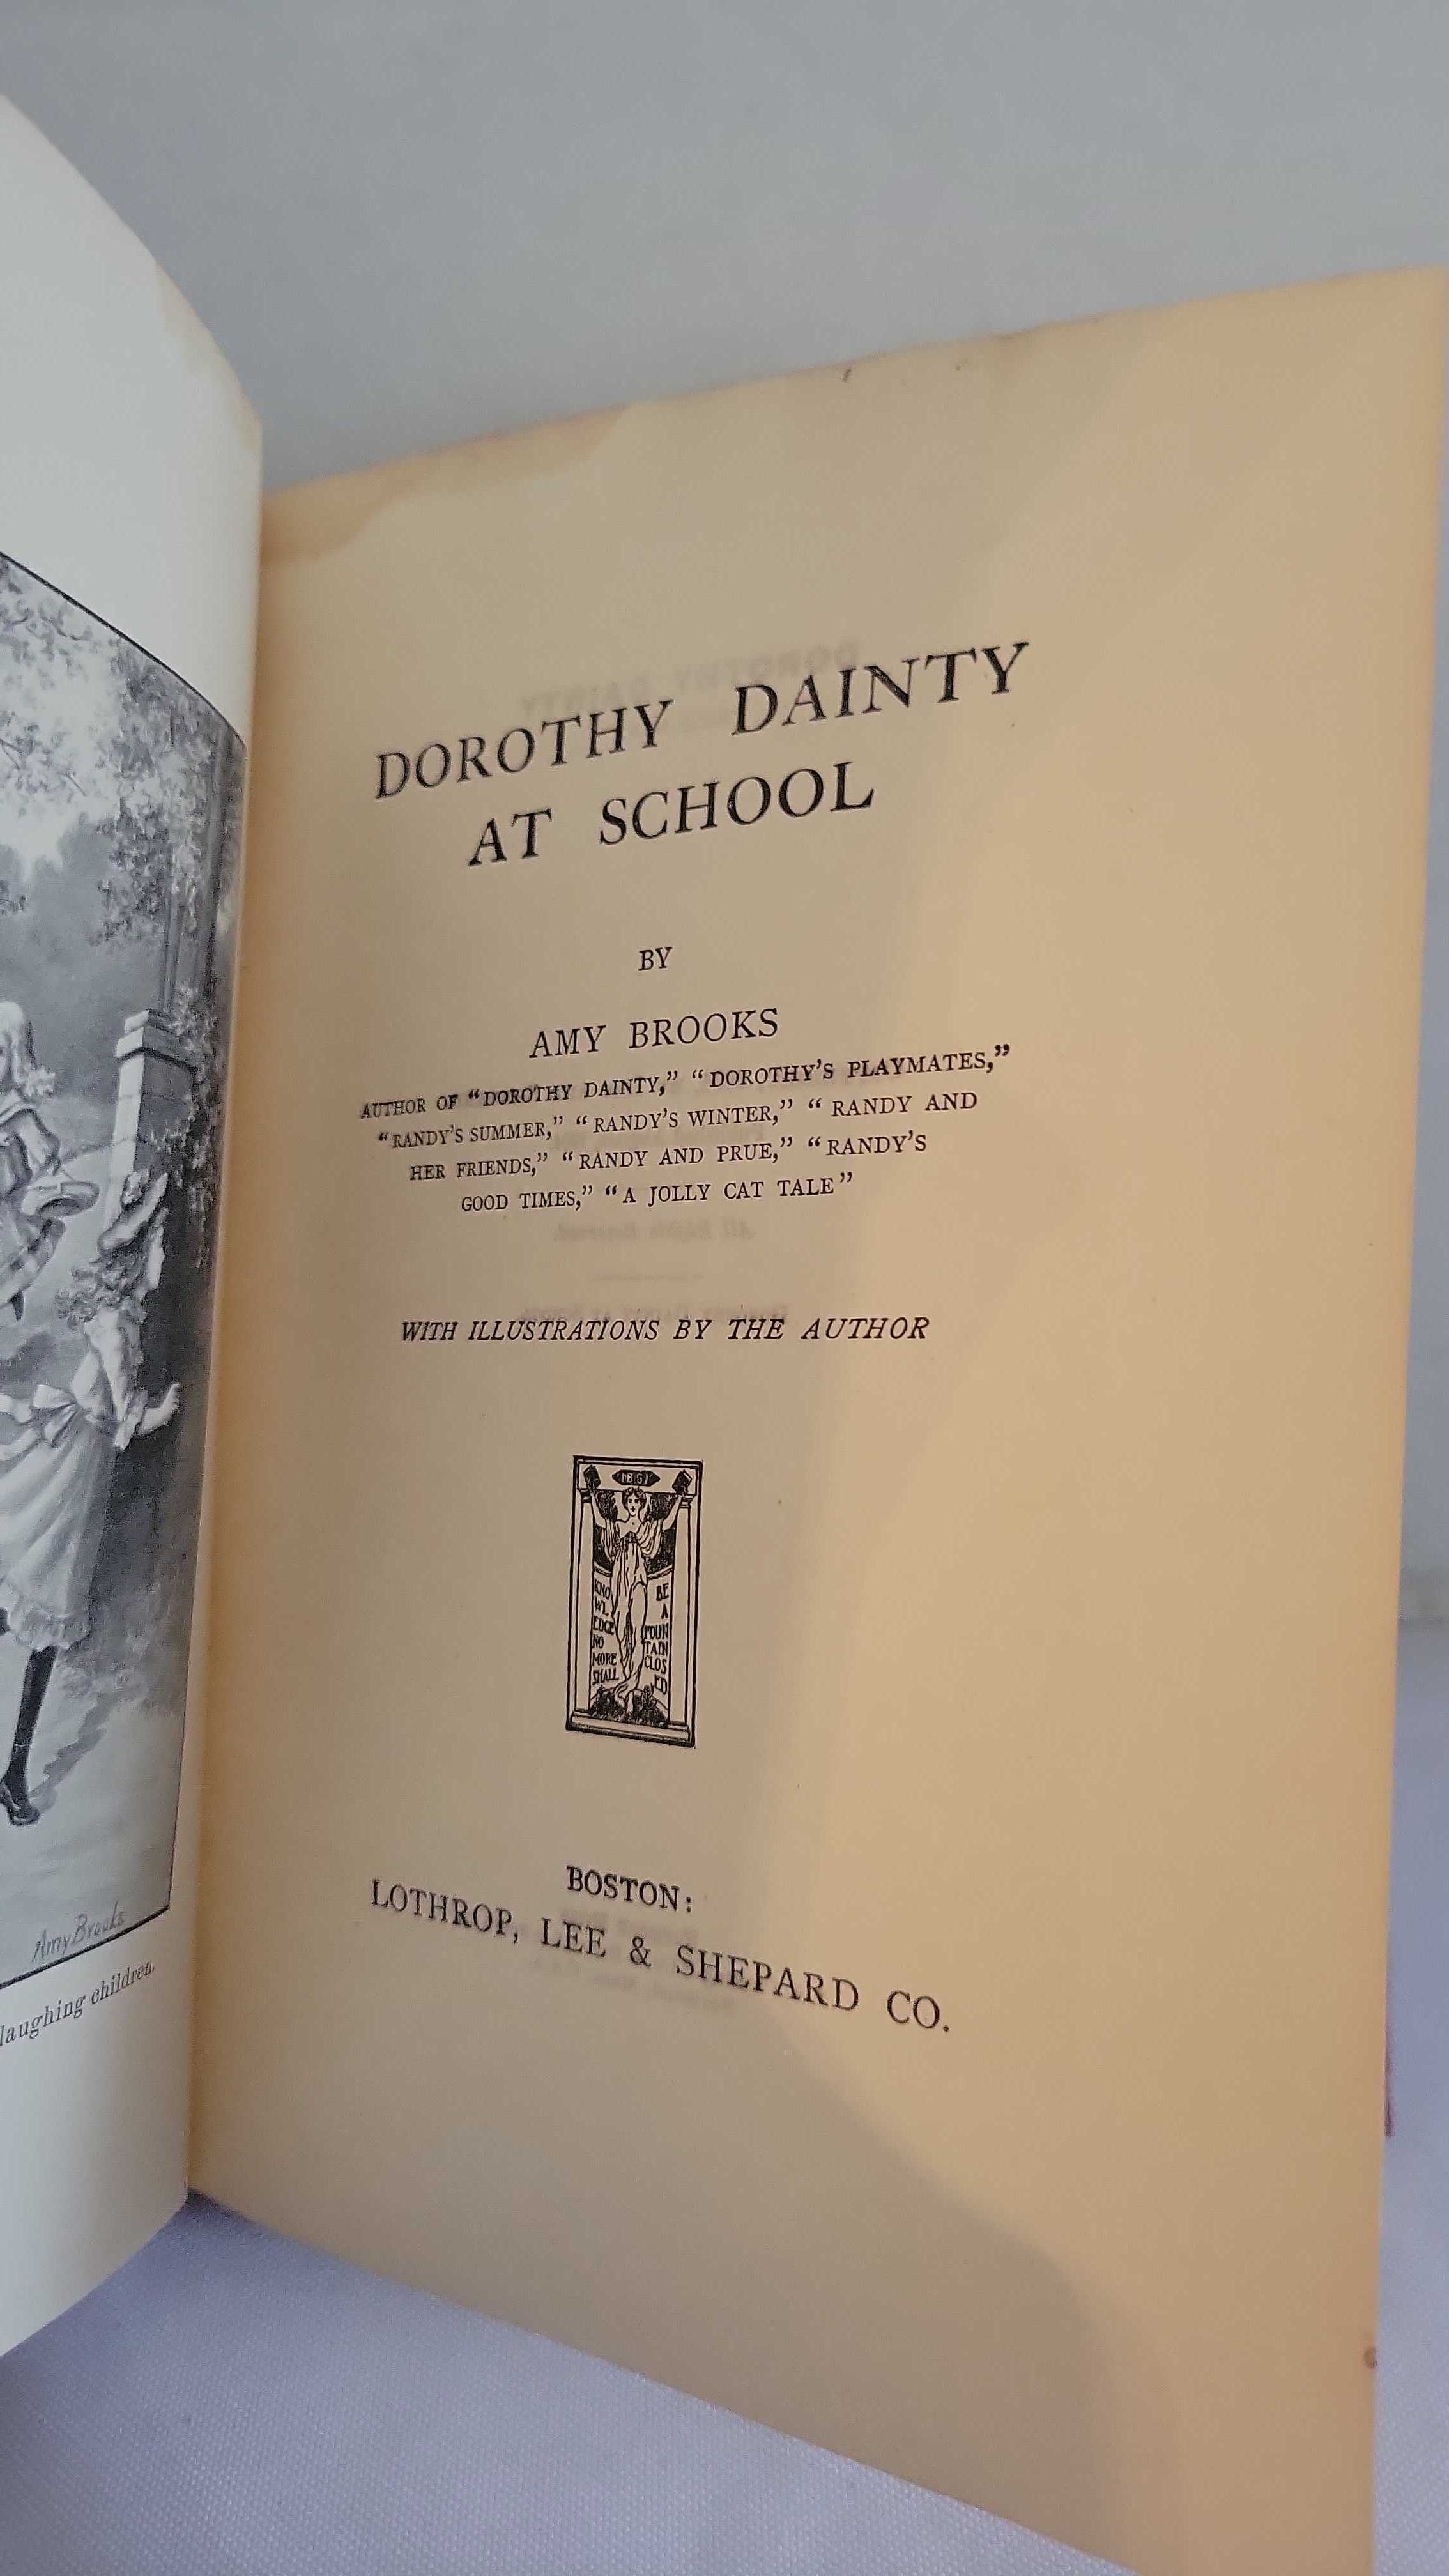 Amy Brooks
laughing children.
DOROTHY DAINTY
AT SCHOOL
BY
AMY BROOKS
AUTHOR OF “DOROTHY DAINTY,” “DOROTHY'S PLAYMATES,”
“RANDY'S SUMMER,” “RANDY'S WINTER,” “RANDY AND
HER FRIENDS,” “RANDY AND PRUE,” “RANDY'S
GOOD TIMES,” “A JOLLY CAT TALE”
WITH ILLUSTRATIONS BY THE AUTHOR
1861
KNO
WL
EDGE
NO
MORE
SHALL
BE
A
FOUN
TAIN
CLOS
ED
BOSTON:
LOTHROP, LEE & SHEPARD CO.